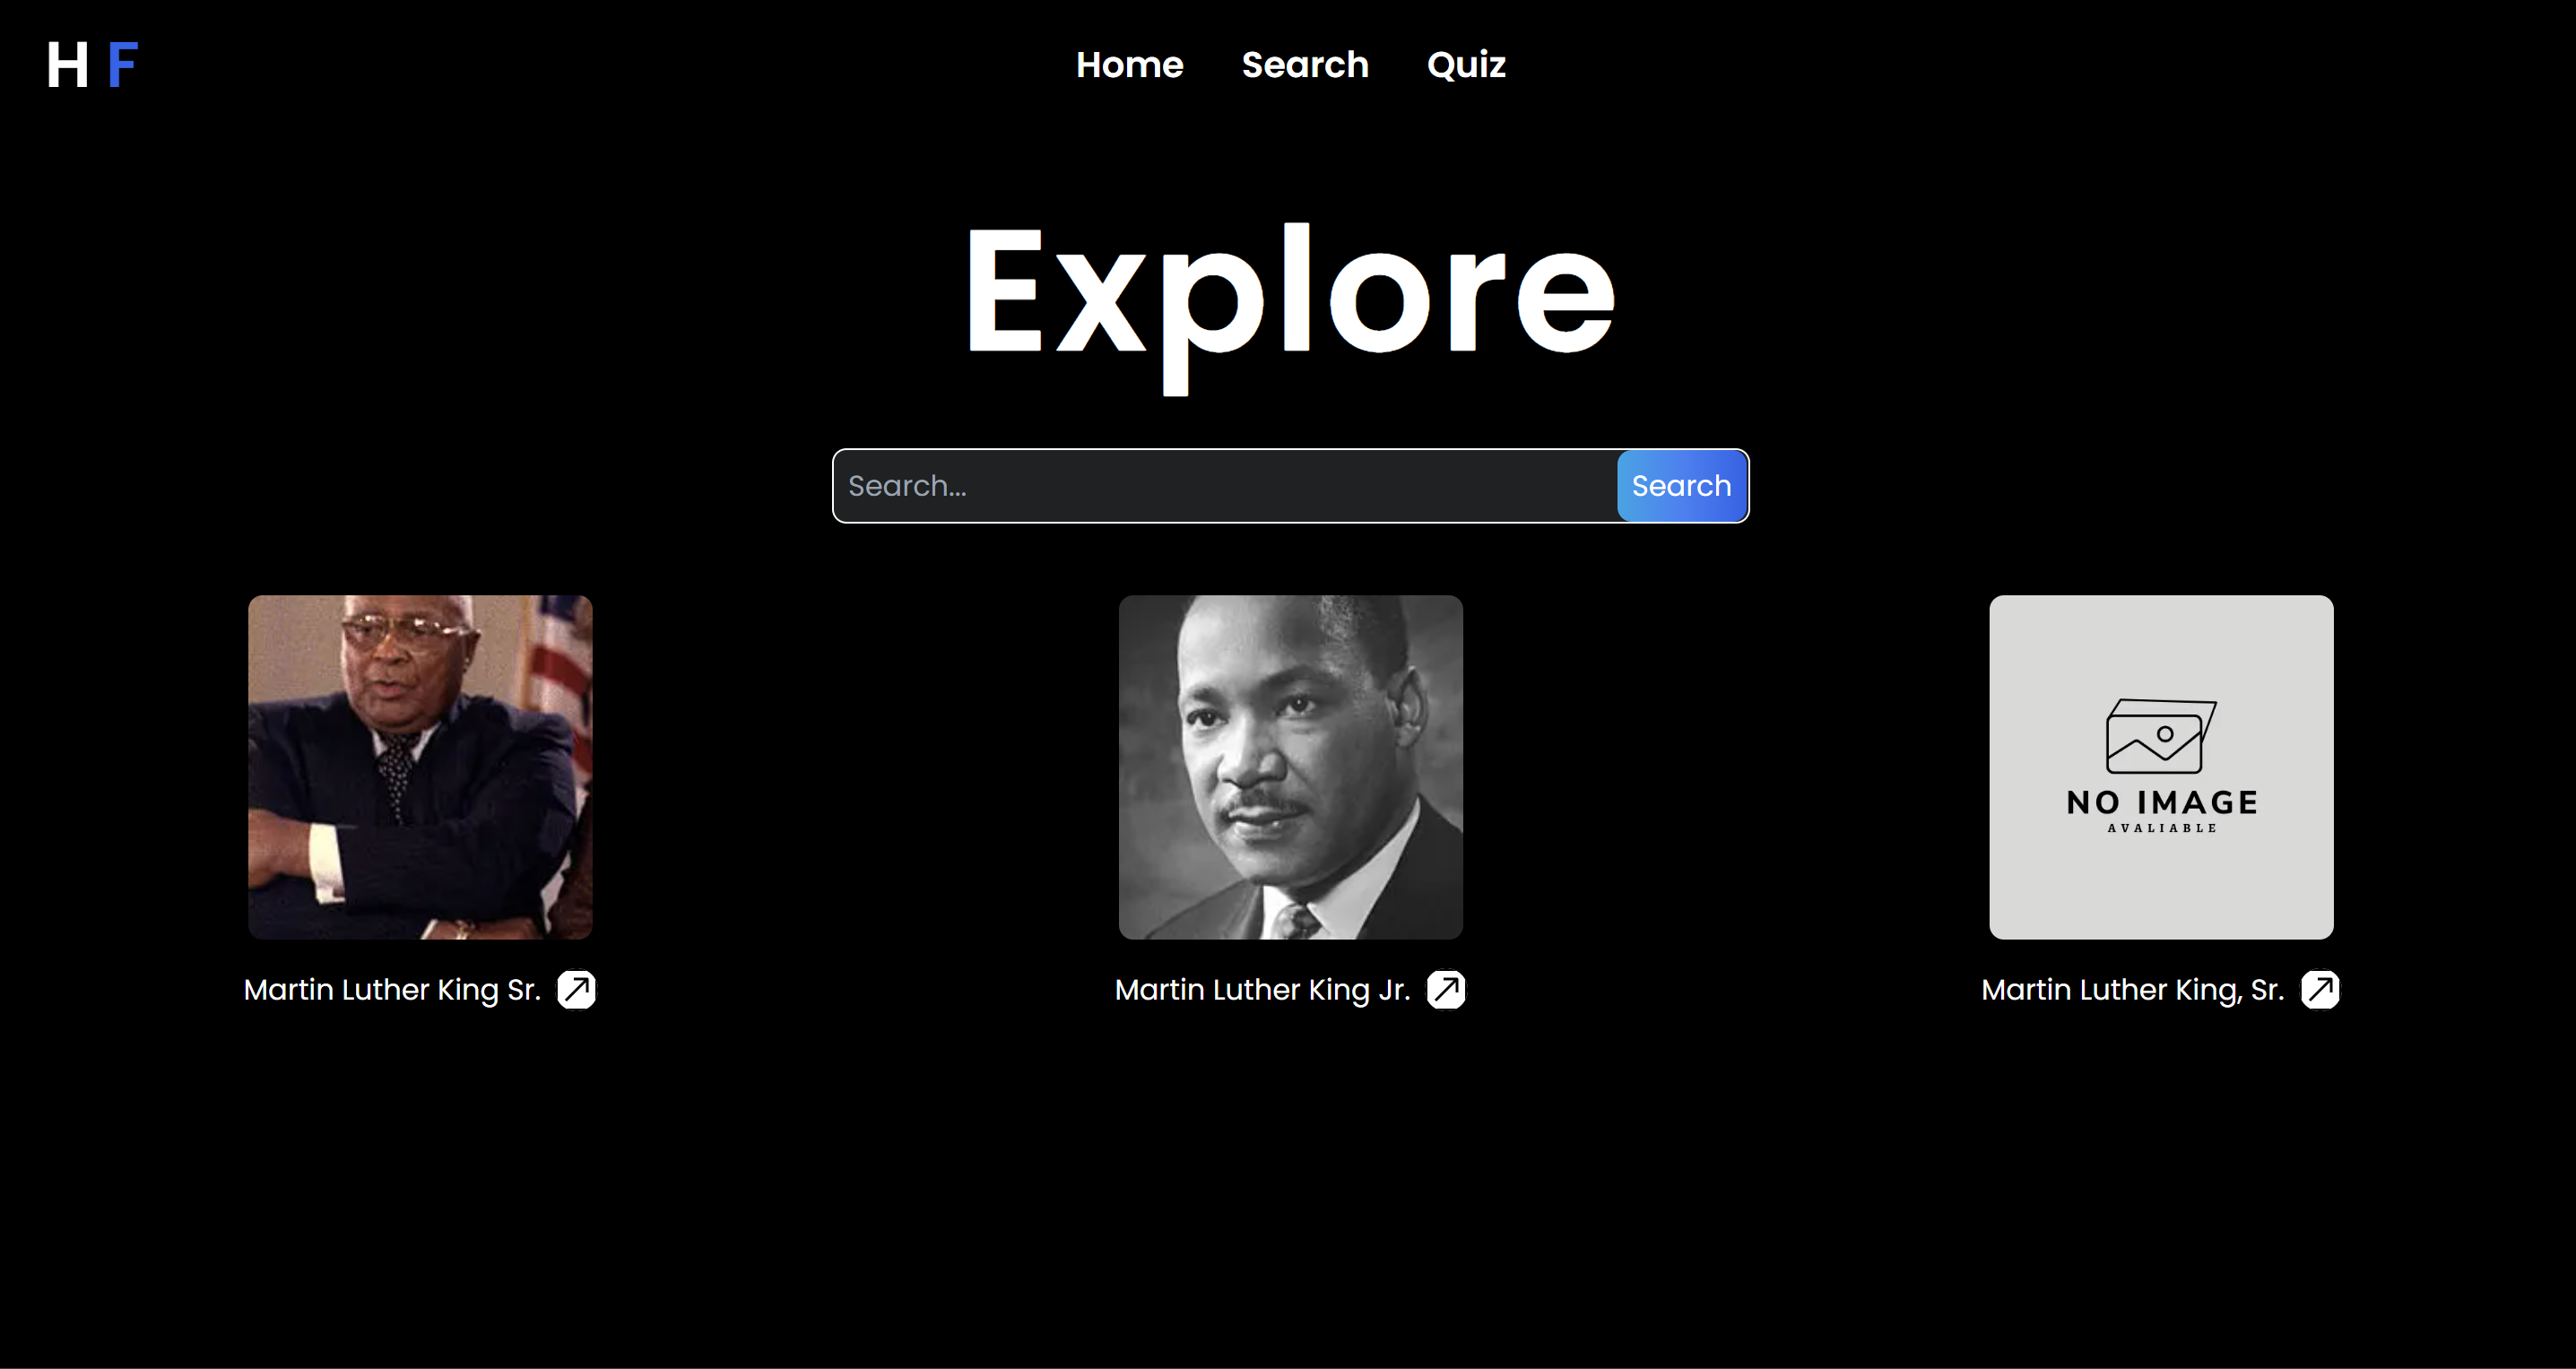 H F
Home Search Quiz
Explore
Search... Search
NO IMAGE
AVALIABLE
Martin Luther King Sr.
Martin Luther King Jr.
Martin Luther King, Sr.